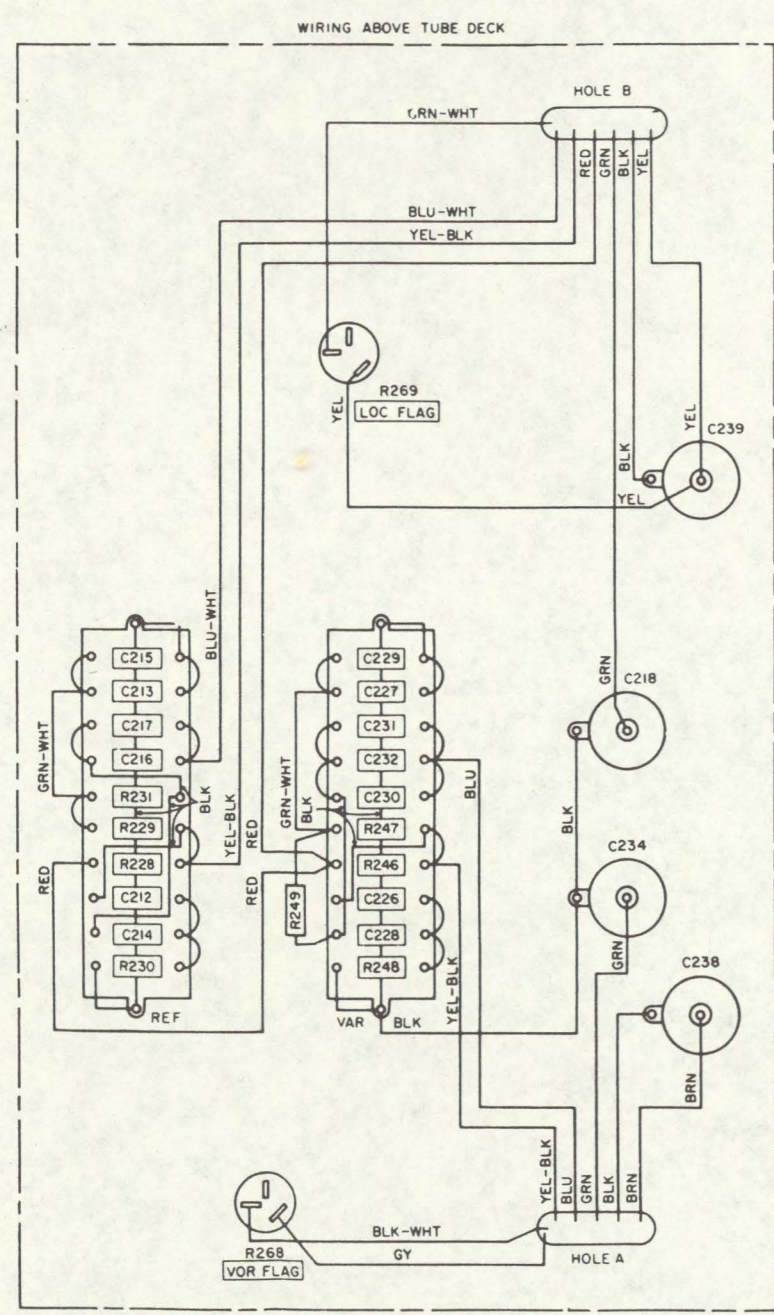 WIRING ABOVE TUBE DECK
HOLE B
GRN-WHT
RED
GRN
BLK
YEL
BLU-WHT
YEL-BLK
R269
LOC FLAG
YEL
C239
YEL
BLK
YEL
BLU-WHT
C215
C213
C217
C216
R231
R229
R228
C212
C214
R230
GRN-WHT
BLK
RED
YEL-BLK
RED
RED
REF
C229
C227
C231
C232
C230
R247
R246
C226
C228
R248
GRN-WHT
BLK
R249
BLU
YEL-BLK
VAR
BLK
GRN
C218
BLK
C234
GRN
C238
BRN
YEL-BLK
BLU
GRN
BLK
BRN
HOLE A
BLK-WHT
GY
R268
VOR FLAG